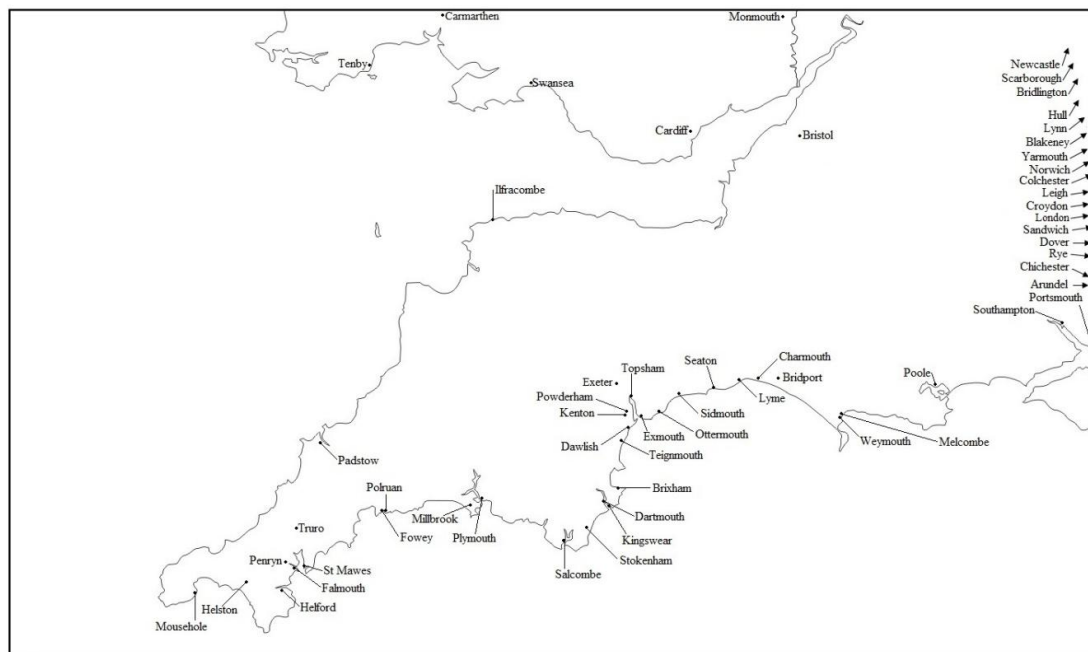 Carmarthen
Monmouth
Tenby
Swansea
Newcastle
Scarborough
Bridlington
Hull
Lynn
Blakeney
Yarmouth
Norwich
Colchester
Leigh
Croydon
London
Sandwich
Dover
Rye
Chichester
Arundel
Portsmouth
Southampton
Cardiff
Bristol
Ilfracombe
Charmouth
Seaton
Topsham
Exeter
Bridport
Poole
Powderham
Lyme
Kenton
Sidmouth
Exmouth
Ottermouth
Melcombe
Weymouth
Dawlish
Teignmouth
Padstow
Brixham
Polruan
Millbrook
Dartmouth
Fowey
Plymouth
Kingswear
Truro
Stokenham
Penryn
St Mawes
Salcombe
Falmouth
Helston
Helford
Mousehole